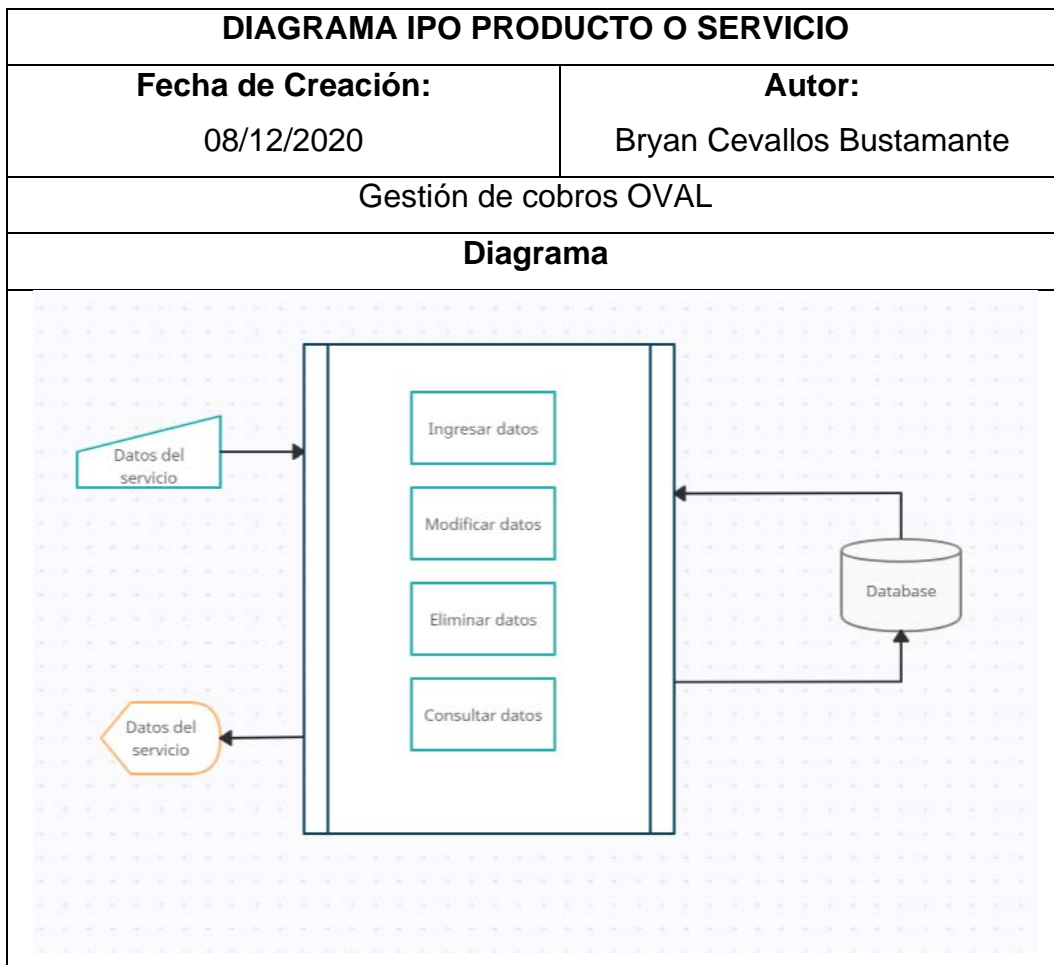 DIAGRAMA IPO PRODUCTO O SERVICIO
Fecha de Creación:
08/12/2020
Autor:
Bryan Cevallos Bustamante
Gestión de cobros OVAL
Diagrama
Datos del
servicio
Ingresar datos
Modificar datos
Eliminar datos
Consultar datos
Database
Datos del
servicio